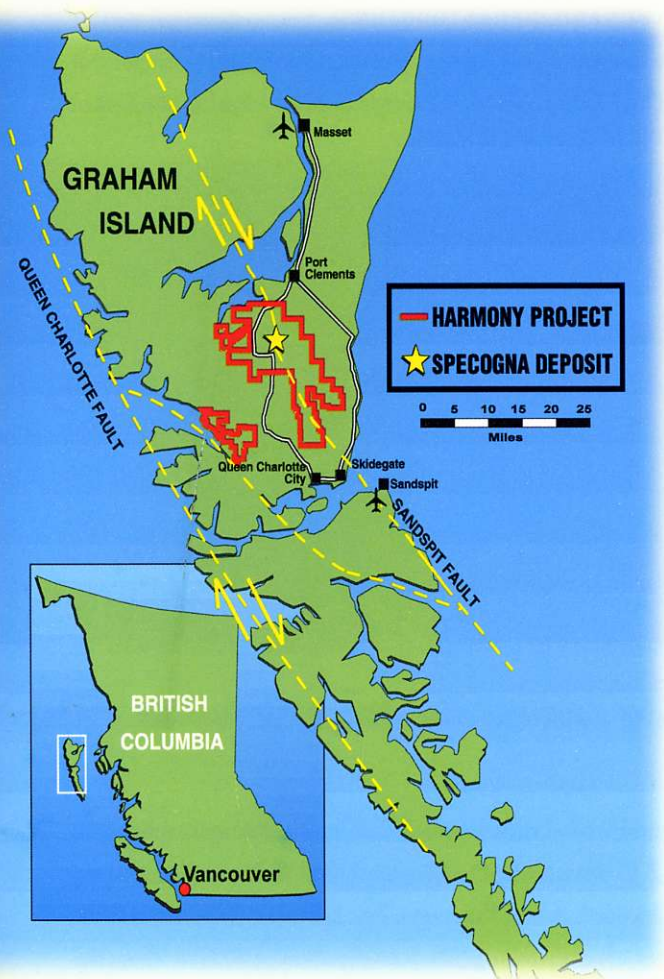 Masset
GRAHAM
ISLAND
Port
Clements
QUEEN CHARLOTTE FAULT
HARMONY PROJECT
SPECOGNA DEPOSIT
0 5 10 15 20 25
Miles
Queen Charlotte
City
Skidegate
Sandspit
SANDSPIT FAULT
BRITISH
COLUMBIA
Vancouver